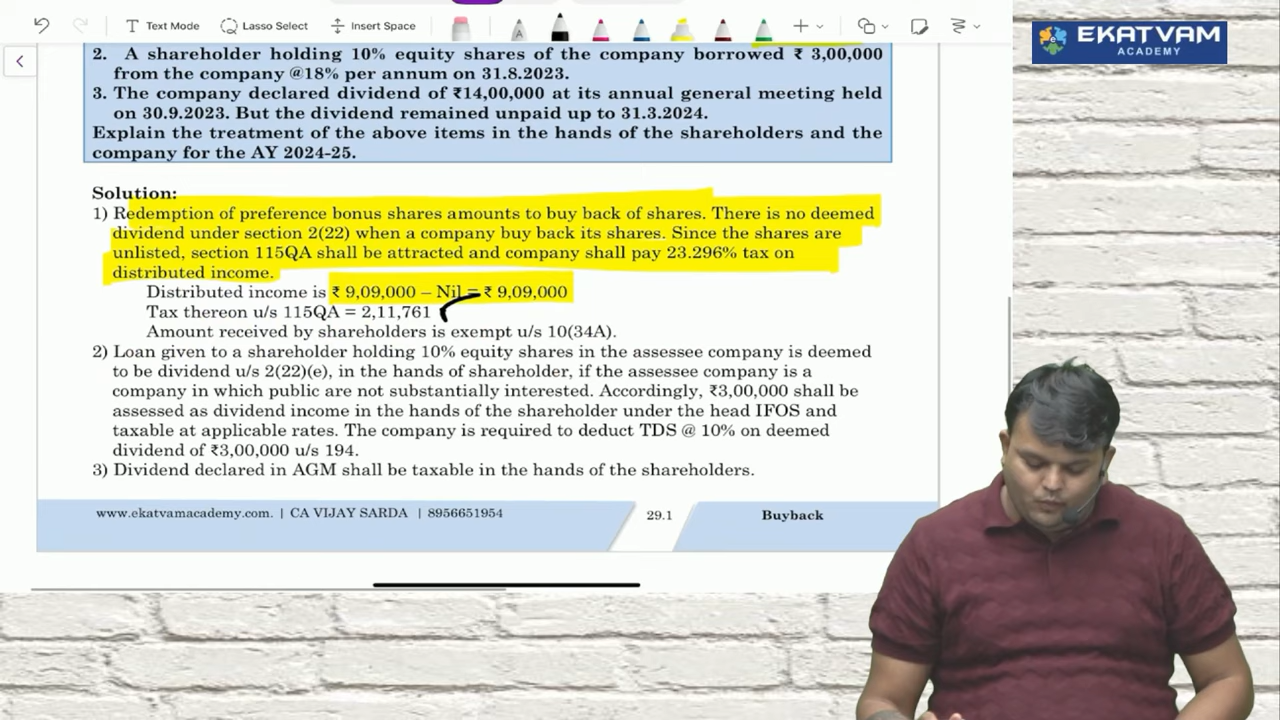 Text Mode
Lasso Select
Insert Space
EKATVAM
ACADEMY
2. A shareholder holding 10% equity shares of the company borrowed ₹ 3,00,000
from the company @18% per annum on 31.8.2023.
3. The company declared dividend of ₹14,00,000 at its annual general meeting held
on 30.9.2023. But the dividend remained unpaid up to 31.3.2024.
Explain the treatment of the above items in the hands of the shareholders and the
company for the AY 2024-25.
Solution:
1) Redemption of preference bonus shares amounts to buy back of shares. There is no deemed
dividend under section 2(22) when a company buy back its shares. Since the shares are
unlisted, section 115QA shall be attracted and company shall pay 23.296% tax on
distributed income.
Distributed income is ₹ 9,09,000 – Nil = ₹ 9,09,000
Tax thereon u/s 115QA = 2,11,761
Amount received by shareholders is exempt u/s 10(34A).
2) Loan given to a shareholder holding 10% equity shares in the assessee company is deemed
to be dividend u/s 2(22)(e), in the hands of shareholder, if the assessee company is a
company in which public are not substantially interested. Accordingly, ₹3,00,000 shall be
assessed as dividend income in the hands of the shareholder under the head IFOS and
taxable at applicable rates. The company is required to deduct TDS @ 10% on deemed
dividend of ₹3,00,000 u/s 194.
3) Dividend declared in AGM shall be taxable in the hands of the shareholders.
www.ekatvamacademy.com. | CA VIJAY SARDA | 8956651954
29.1
Buyback